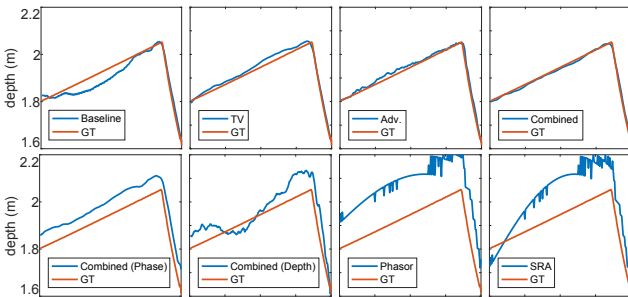 2.2
2
1.8
1.6
depth (m)
Baseline
GT
TV
GT
Adv.
GT
Combined
GT
2.2
2
1.8
1.6
depth (m)
Combined (Phase)
GT
Combined (Depth)
GT
Phasor
GT
SRA
GT